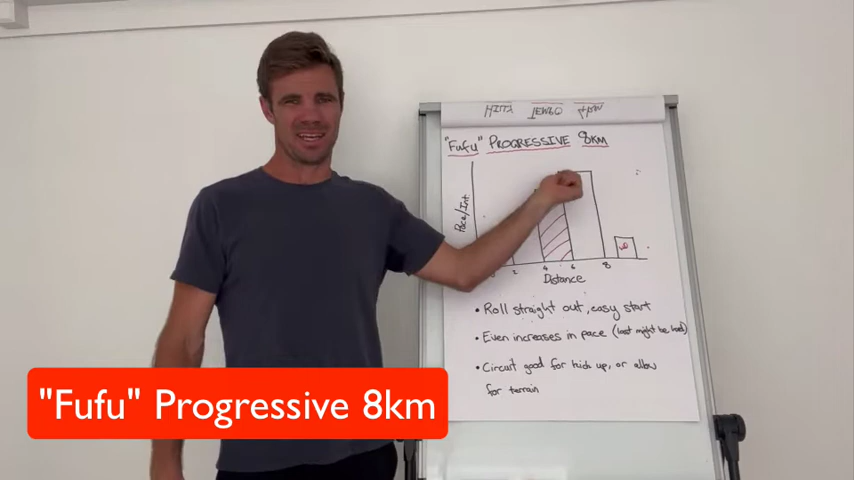 "Fufu" PROGRESSIVE 8KM
Pace/Int
2 4 6 8
WD
Distance
• Roll straight out, easy start
• Even increases in pace (last might be hard)
• Circuit good for kids up, or allow
for terrain
"Fufu" Progressive 8km